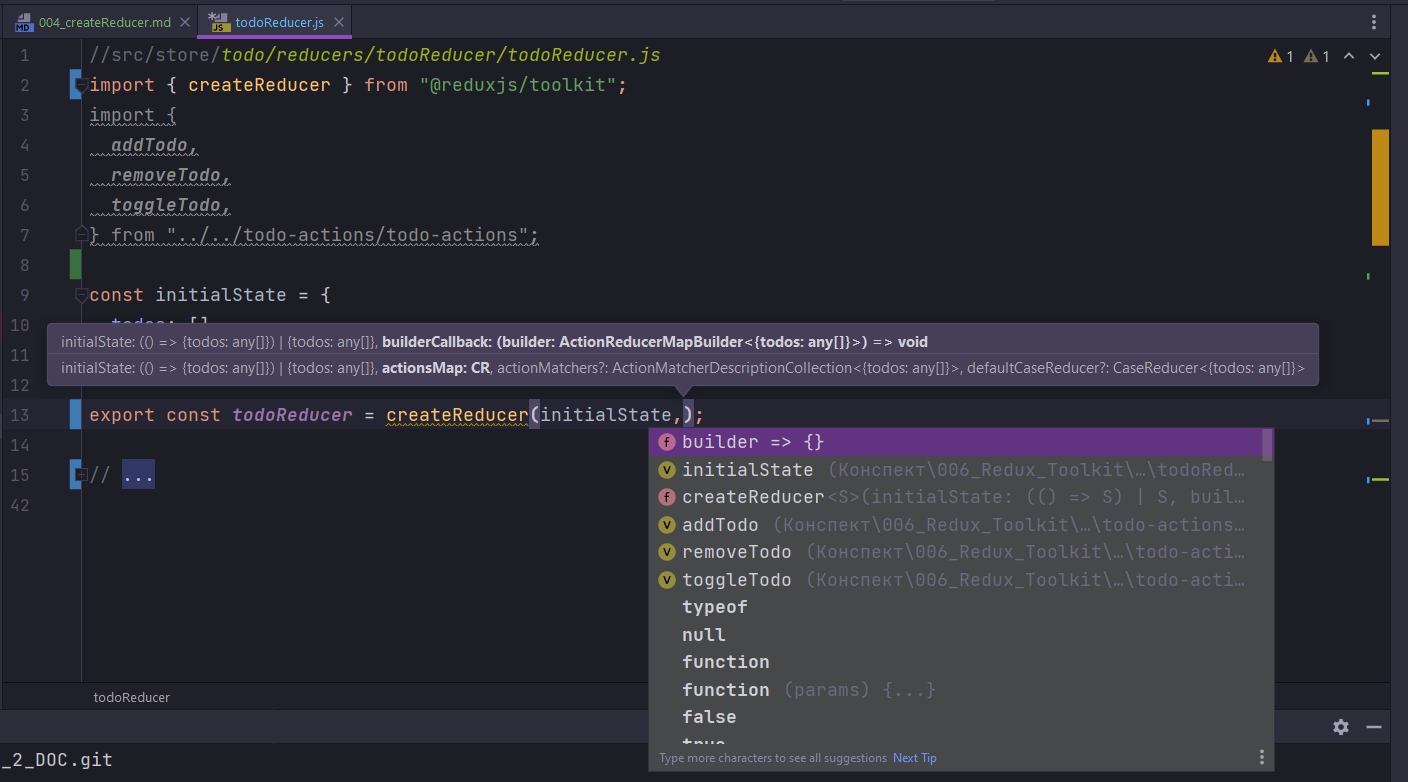 004_createReducer.md
todoReducer.js
1 //src/store/todo/reducers/todoReducer/todoReducer.js
1 1
2 import { createReducer } from "@reduxjs/toolkit";
3 import {
4 addTodo,
5 removeTodo,
6 toggleTodo,
7 } from "../../todo-actions/todo-actions";
8
9 const initialState = {
10 todos: []
initialState: (() => {todos: any[]}) | {todos: any[]}, builderCallback: (builder: ActionReducerMapBuilder<{todos: any[]}>) => void
11
initialState: (() => {todos: any[]}) | {todos: any[]}, actionsMap: CR, actionMatchers?: ActionMatcherDescriptionCollection<{todos: any[]}>, defaultCaseReducer?: CaseReducer<{todos: any[]}>
12
13 export const todoReducer = createReducer(initialState,);
14
15 // ...
42
builder => {}
initialState (Конспект\006_Redux_Toolkit\…\todoRed…
createReducer<S>(initialState: (() => S) | S, buil…
addTodo (Конспект\006_Redux_Toolkit\…\todo-actions…
removeTodo (Конспект\006_Redux_Toolkit\…\todo-acti…
toggleTodo (Конспект\006_Redux_Toolkit\…\todo-acti…
typeof
null
function
function (params) {...}
false
true
Type more characters to see all suggestions Next Tip
todoReducer
_2_DOC.git